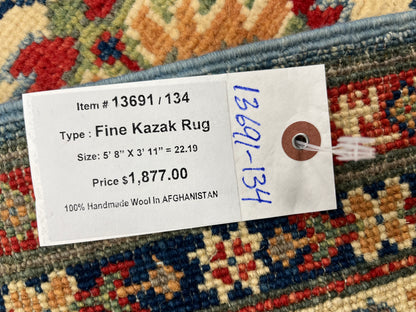 Item # 13691 / 134
Type : Fine Kazak Rug
Size: 5' 8" X 3' 11" = 22.19
Price $1,877.00
100% Handmade Wool In AFGHANISTAN
13691-134